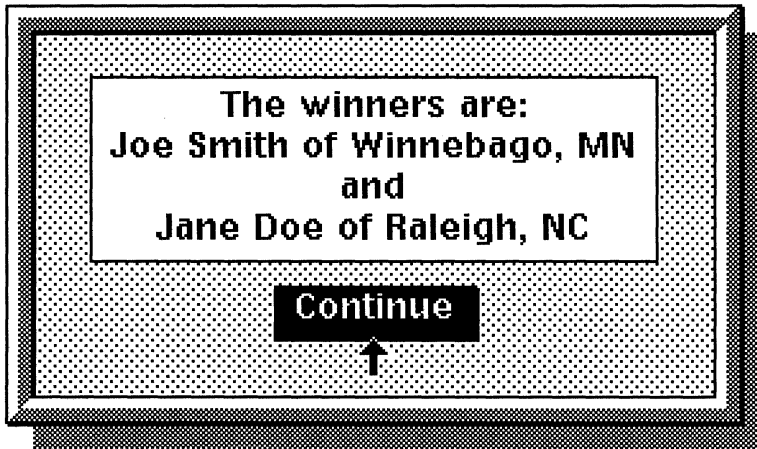 The winners are:
Joe Smith of Winnebago, MN
and
Jane Doe of Raleigh, NC
Continue